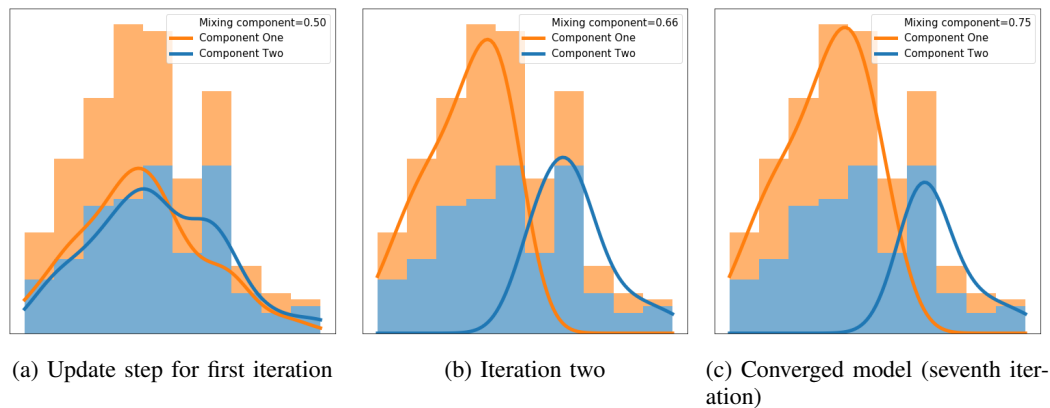 Mixing component=0.50
Component One
Component Two
Mixing component=0.66
Component One
Component Two
Mixing component=0.75
Component One
Component Two
(a) Update step for first iteration
(b) Iteration two
(c) Converged model (seventh iter-
ation)